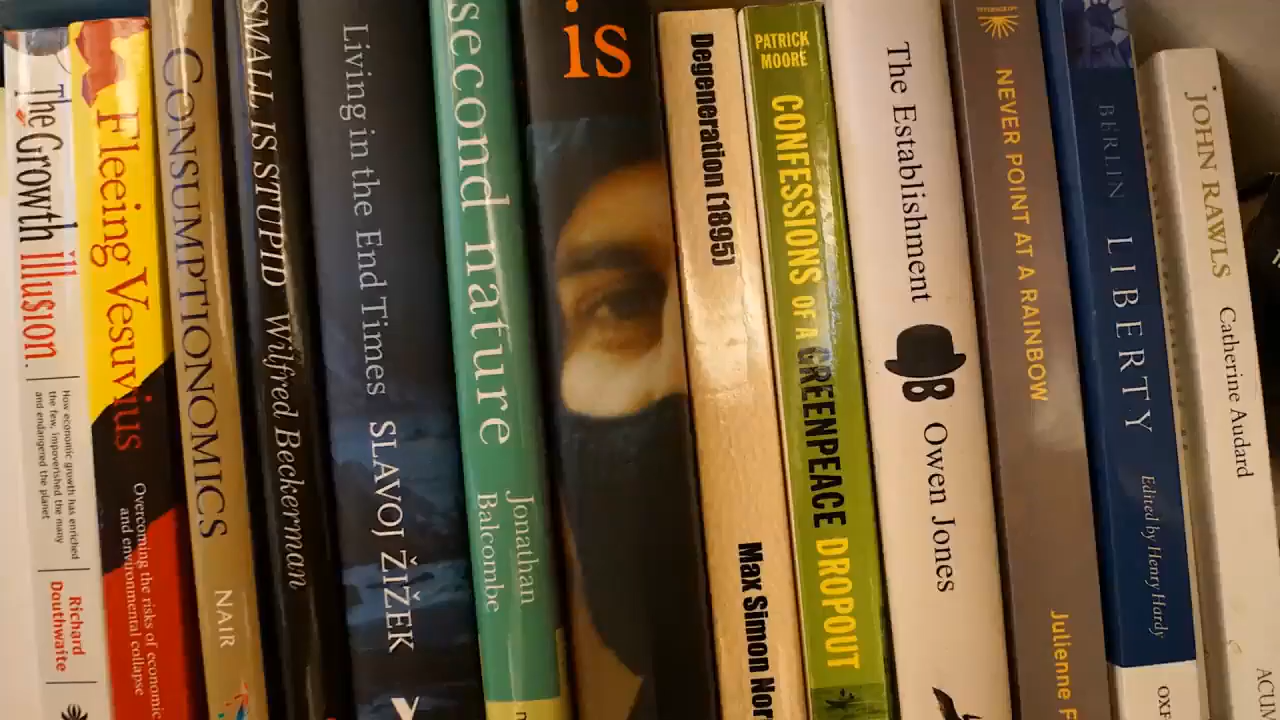 The Growth Illusion.
How economic growth has enriched
the few, impoverished the many
and endangered the planet
Richard
Douthwaite
Fleeing Vesuvius
Overcoming the risks of economic
and environmental collapse
CONSUMPTIONOMICS
NAIR
SMALL IS STUPID Wilfred Beckerman
Living in the End Times SLAVOJ ŽIŽEK
second nature
Jonathan
Balcombe
is
Degeneration (1895)
Max Simon Nor
PATRICK
MOORE
CONFESSIONS OF A GREENPEACE DROPOUT
The Establishment
Owen Jones
NEVER POINT AT A RAINBOW
Julienne F
BERLIN LIBERTY
Edited by Henry Hardy
OXF
JOHN RAWLS Catherine Audard
ACUM